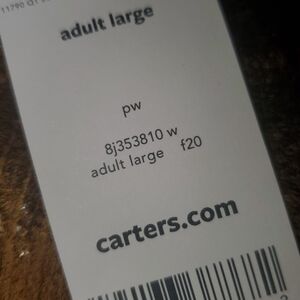 adult large
pw
8j353810 w
adult large f20
carters.com